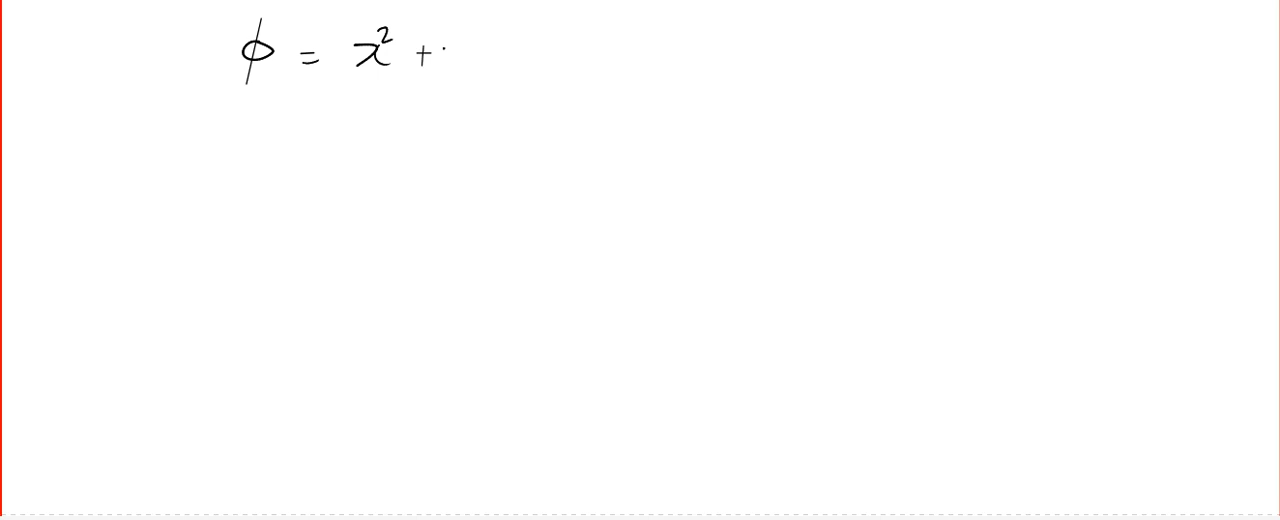 ϕ = x² +